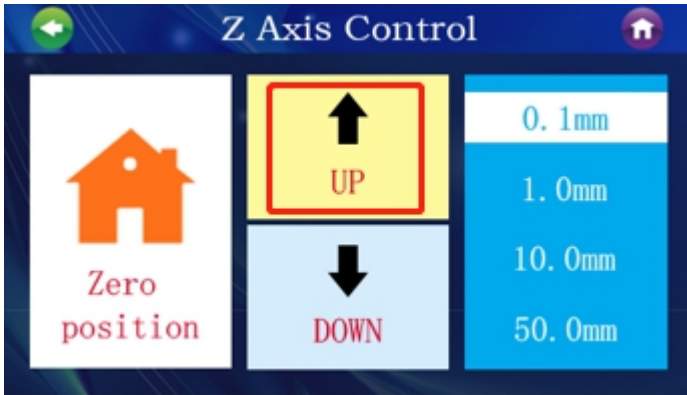 Z Axis Control
Zero
position
UP
DOWN
0.1mm
1.0mm
10.0mm
50.0mm